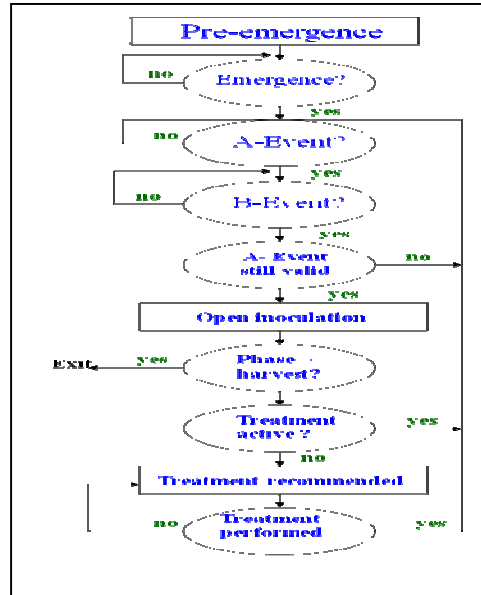 Pre-emergence
Emergence?
no
yes
A-Event?
no
yes
B-Event?
no
yes
A- Event
still valid
no
yes
Open inoculation
Exit
yes
Phase -
harvest?
Treatment
active ?
yes
no
Treatment recommended
no
Treatment
performed
yes